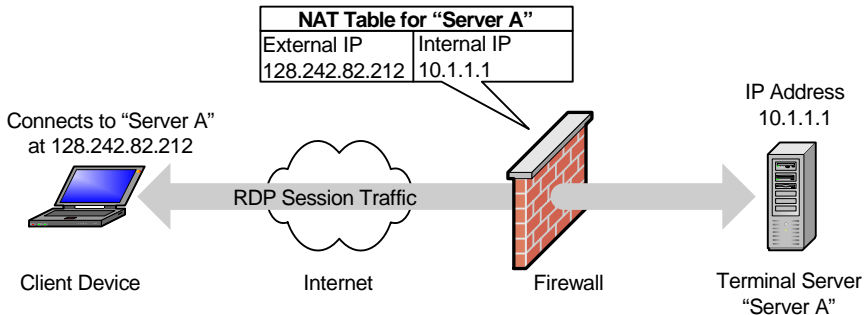 NAT Table for “Server A”
External IP
Internal IP
128.242.82.212
10.1.1.1
Connects to “Server A”
at 128.242.82.212
IP Address
10.1.1.1
RDP Session Traffic
Client Device
Internet
Firewall
Terminal Server
“Server A”